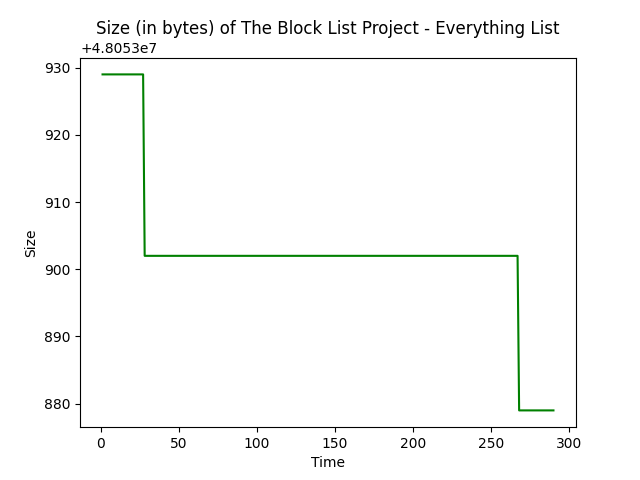 Size (in bytes) of The Block List Project - Everything List
+4.8053e7
930
920
910
900
890
880
Size
0 50 100 150 200 250 300
Time